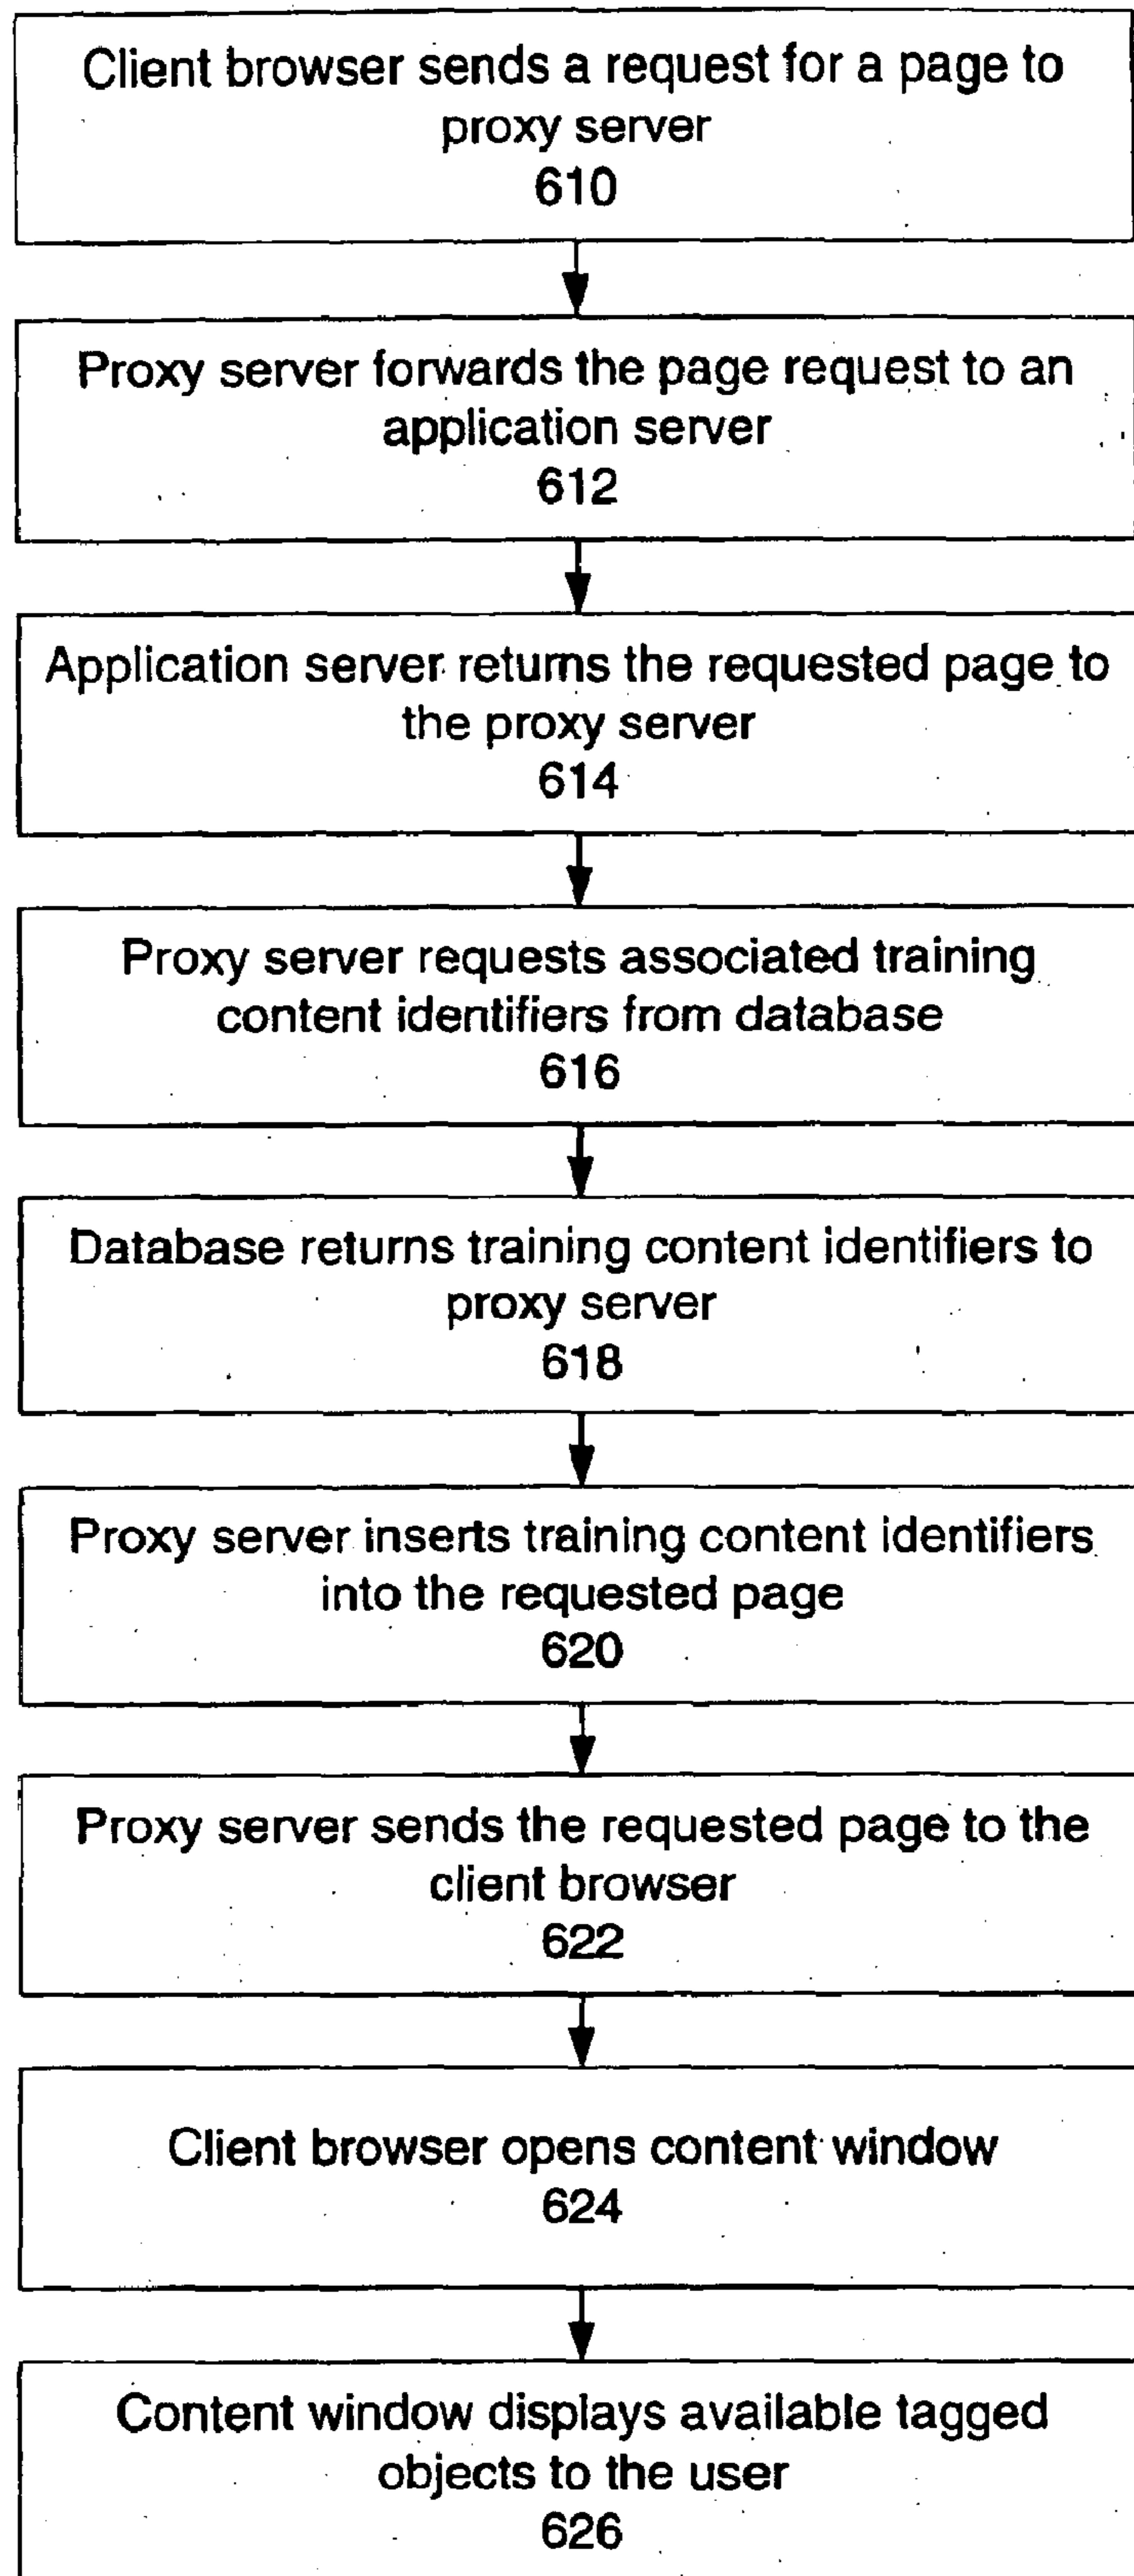 Client browser sends a request for a page to
proxy server
610
Proxy server forwards the page request to an
application server
612
Application server returns the requested page to
the proxy server
614
Proxy server requests associated training
content identifiers from database
616
Database returns training content identifiers to
proxy server
618
Proxy server inserts training content identifiers
into the requested page
620
Proxy server sends the requested page to the
client browser
622
Client browser opens content window
624
Content window displays available tagged
objects to the user
626